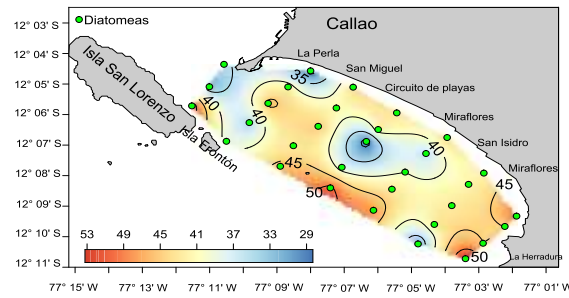 Diatomeas
Callao
12° 03' S
12° 04' S
12° 05' S
12° 06' S
12° 07' S
12° 08' S
12° 09' S
12° 10' S
12° 11' S
Isla San Lorenzo
Isla Frontón
La Perla
San Miguel
Circuito de playas
Miraflores
San Isidro
Miraflores
La Herradura
35
40
40
40
45
45
50
50
53 49 45 41 37 33 29
77° 15' W 77° 13' W 77° 11' W 77° 09' W 77° 07' W 77° 05' W 77° 03' W 77° 01' W